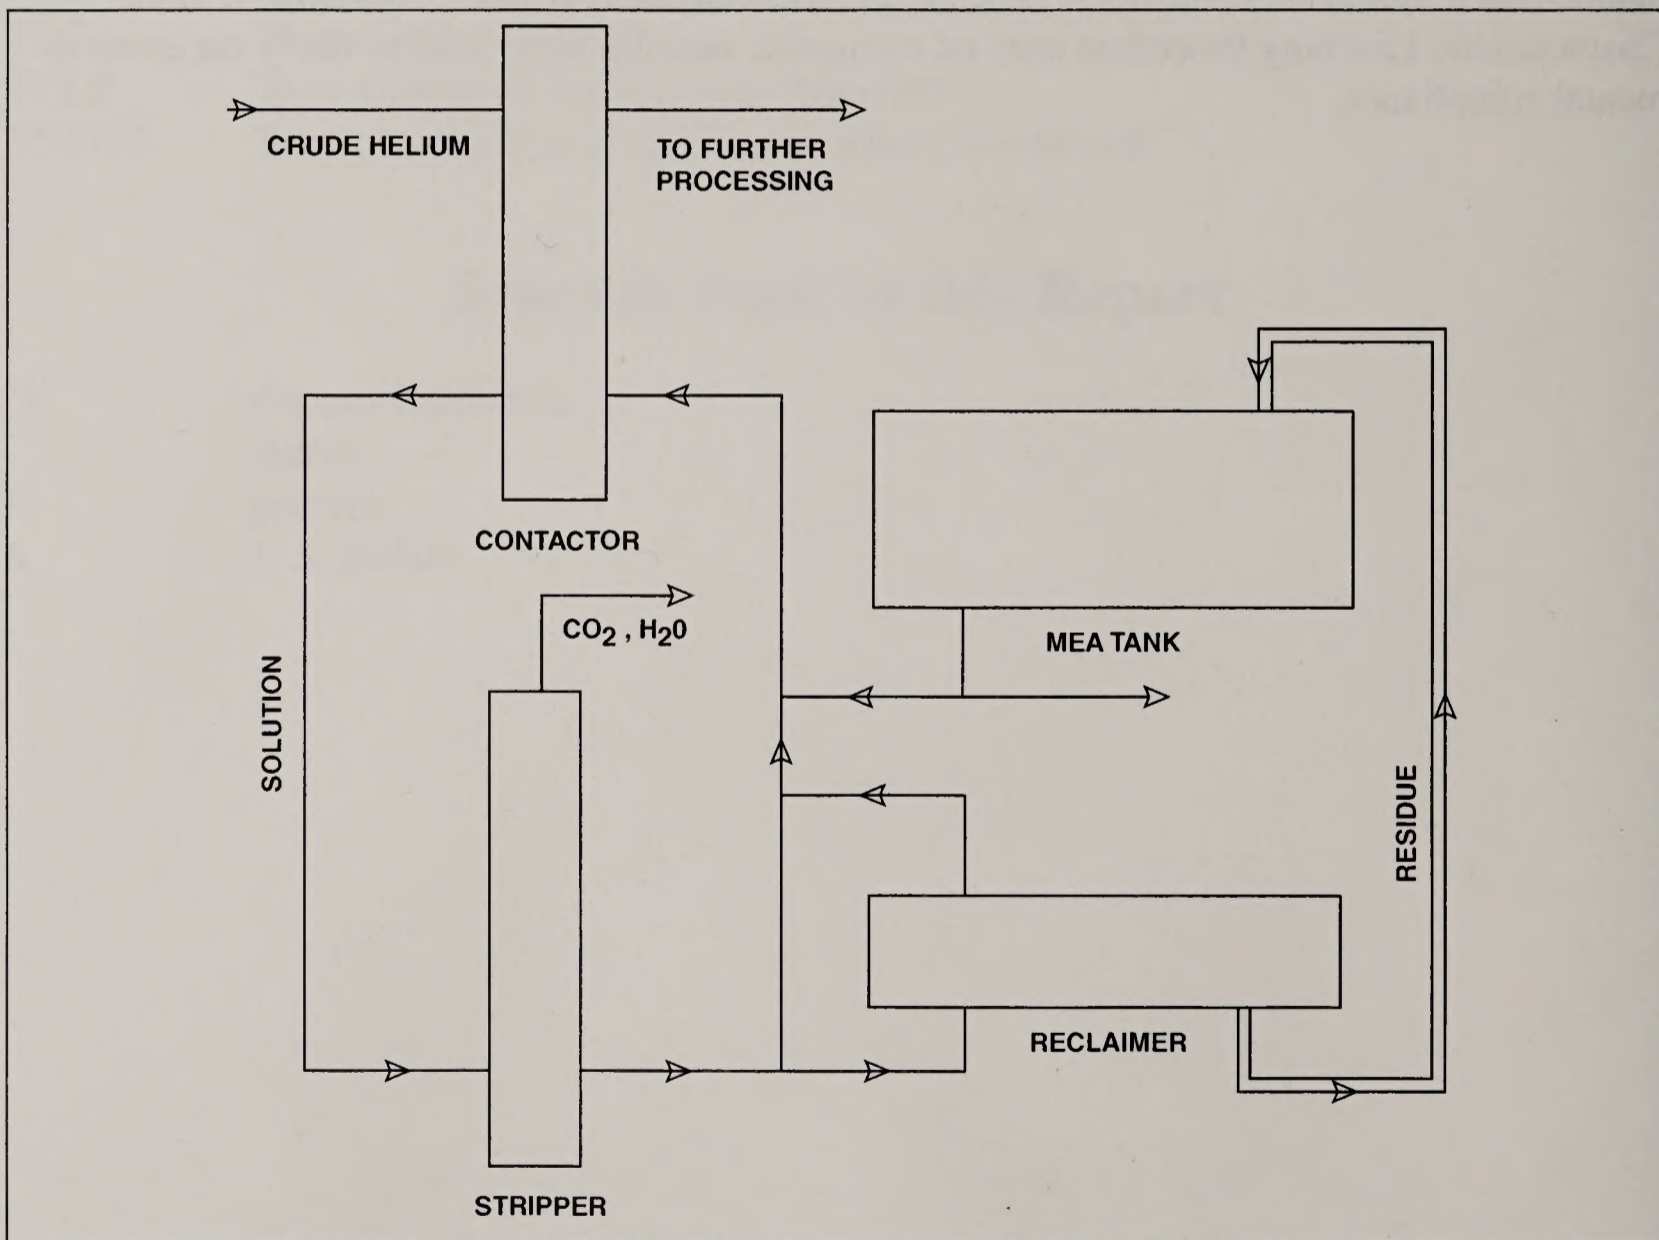 CRUDE HELIUM
TO FURTHER
PROCESSING
CONTACTOR
CO2 , H20
MEA TANK
SOLUTION
RESIDUE
RECLAIMER
STRIPPER